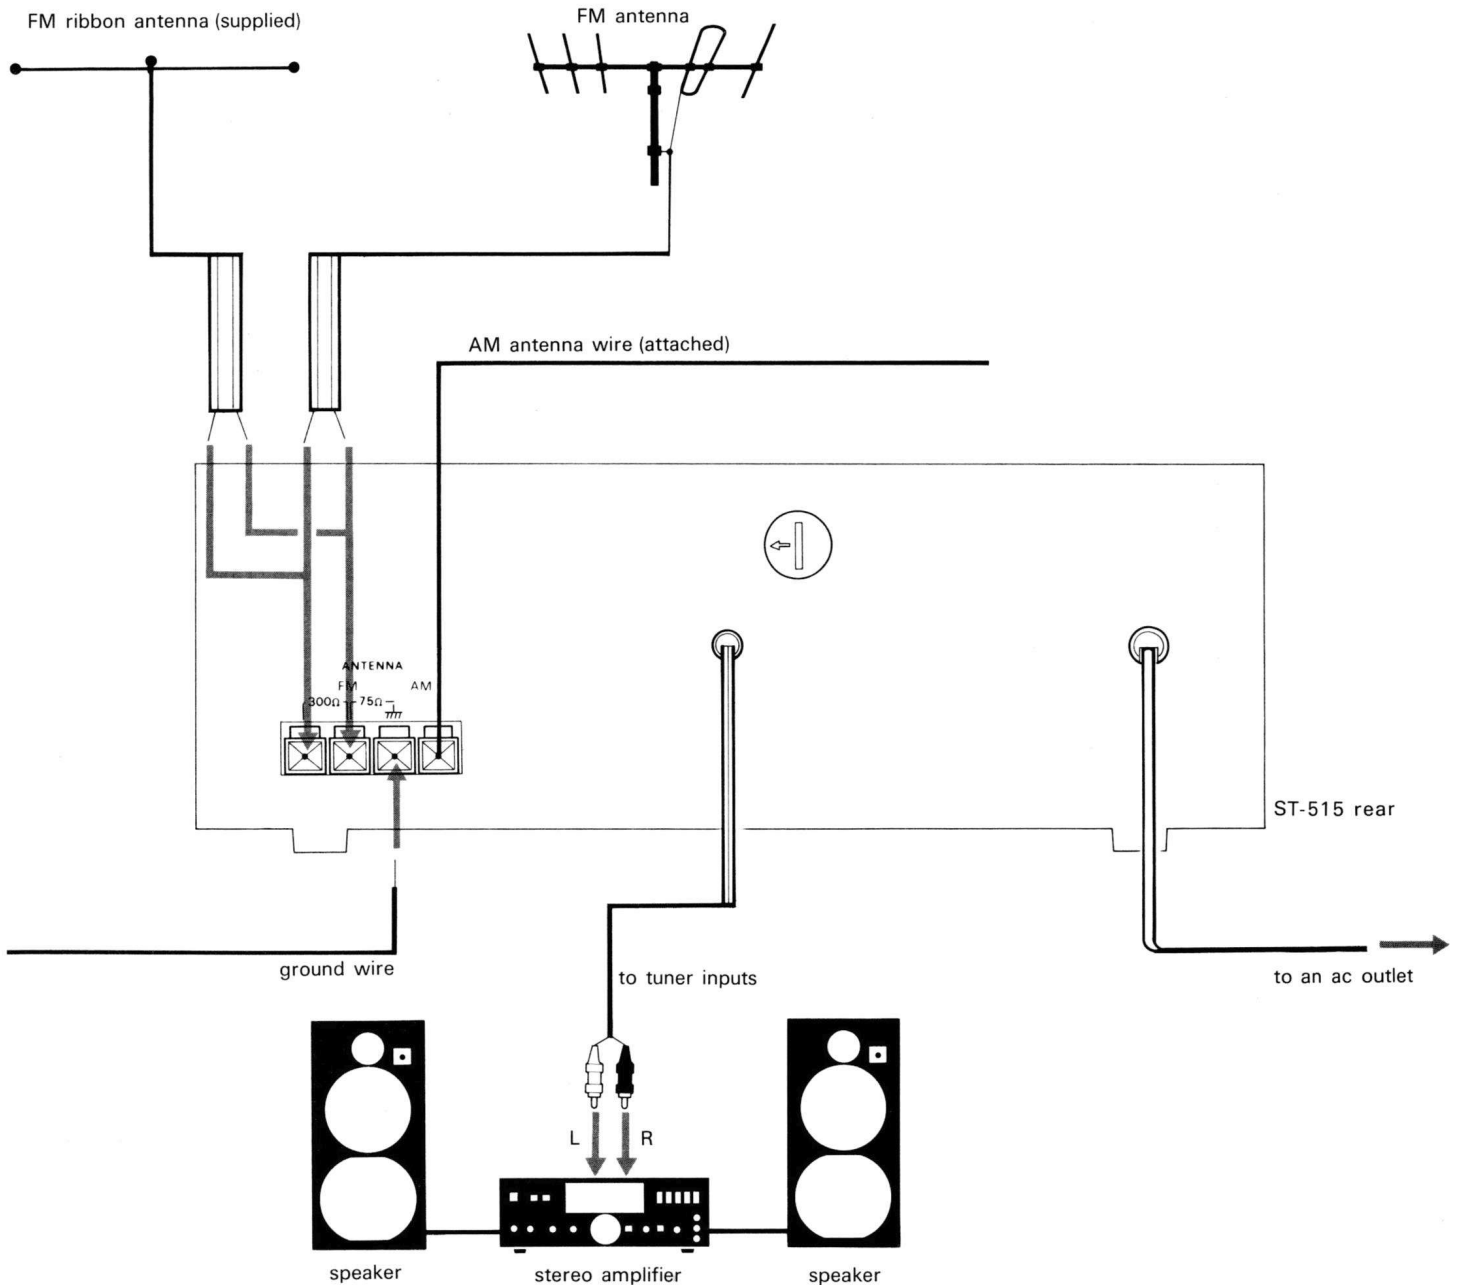 FM ribbon antenna (supplied)
FM antenna
AM antenna wire (attached)
ANTENNA
FM AM
300Ω 75Ω
ST-515 rear
ground wire
to tuner inputs
to an ac outlet
L R
speaker
stereo amplifier
speaker